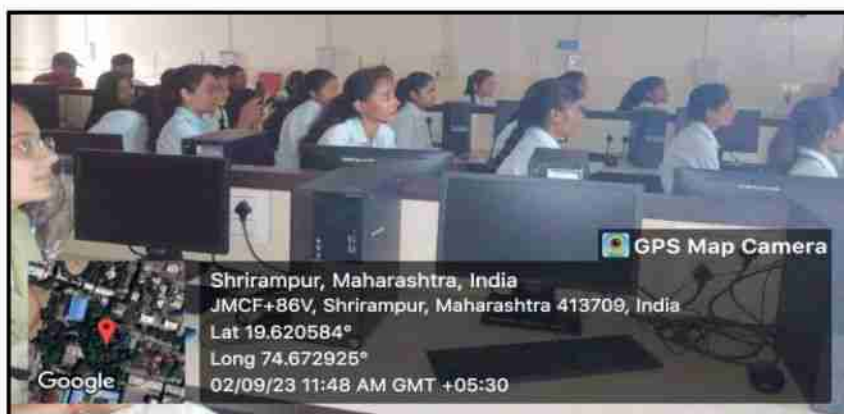 GPS Map Camera
Shrirampur, Maharashtra, India
JMCF+86V, Shrirampur, Maharashtra 413709, India
Lat 19.620584°
Long 74.672925°
02/09/23 11:48 AM GMT +05:30
Google